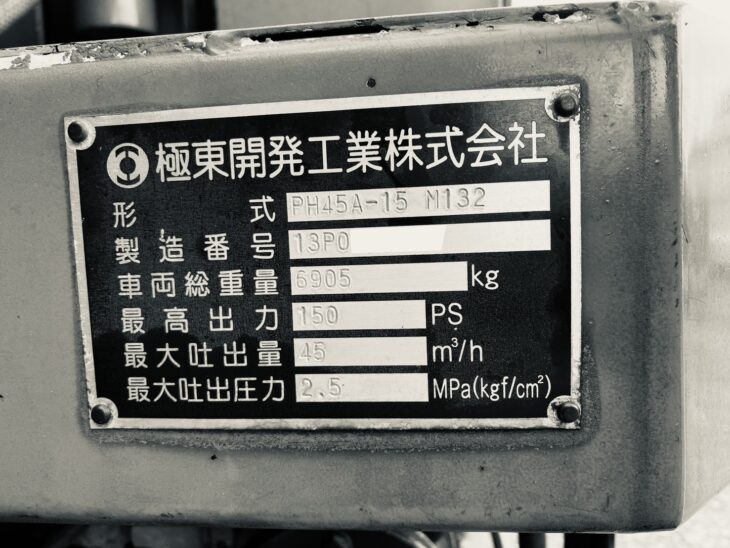 極東開発工業株式会社
形式 PH45A-15 M132
製造番号 13P0
車両総重量 6905 kg
最高出力 150 PS
最大吐出量 45 m³/h
最大吐出圧力 2.5 MPa(kgf/cm²)